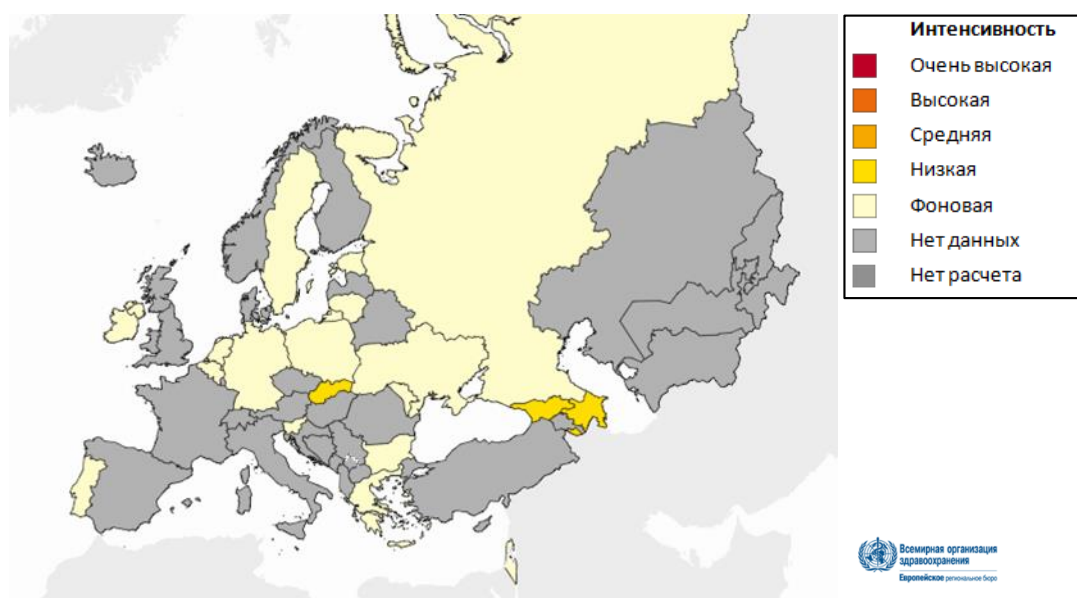 Интенсивность
Очень высокая
Высокая
Средняя
Низкая
Фоновая
Нет данных
Нет расчета
Всемирная организация
здравоохранения
Европейское региональное бюро